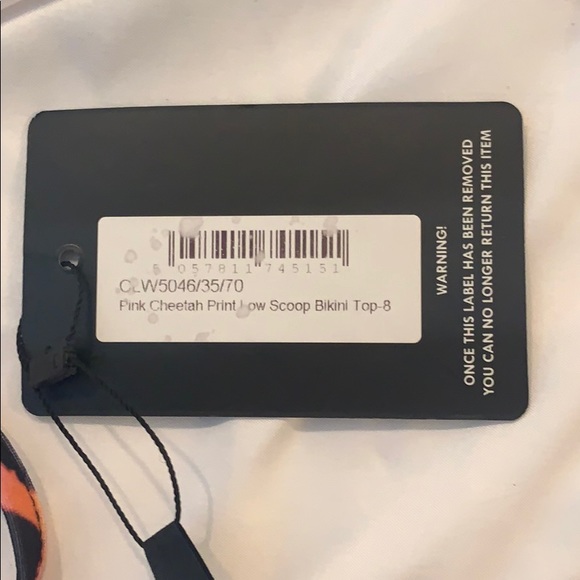 5 057811 745151
CLW5046/35/70
Pink Cheetah Print Low Scoop Bikini Top-8
WARNING!
ONCE THIS LABEL HAS BEEN REMOVED
YOU CAN NO LONGER RETURN THIS ITEM